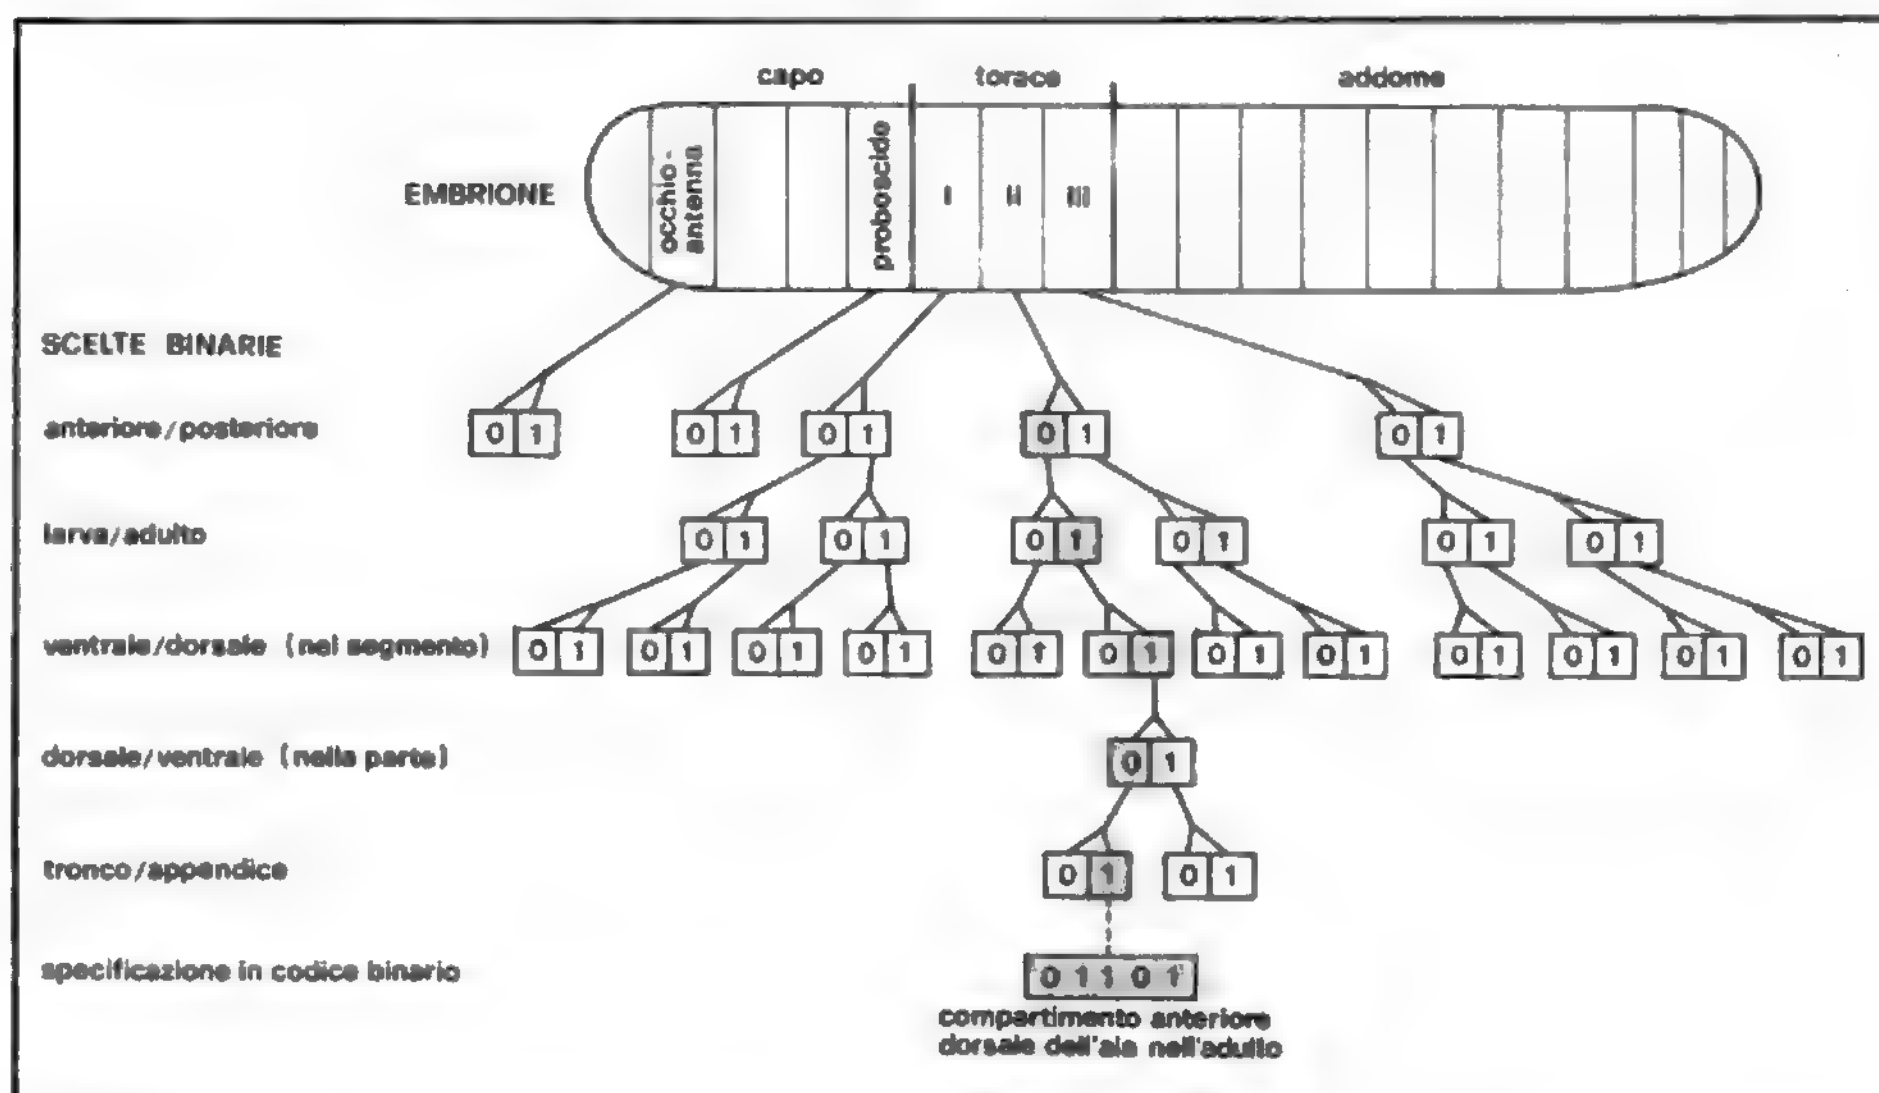 capo torace addome
EMBRIONE
occhio-
antenna
proboscide
I II III
SCELTE BINARIE
anteriore/posteriore
0 1 0 1 0 1 0 1 0 1
larva/adulto
0 1 0 1 0 1 0 1 0 1 0 1
ventrale/dorsale (nel segmento)
0 1 0 1 0 1 0 1 0 1 0 1 0 1 0 1 0 1 0 1 0 1 0 1
dorsale/ventrale (nella parte)
0 1
tronco/appendice
0 1 0 1
specificazione in codice binario
0 1 1 0 1
compartimento anteriore
dorsale dell'ala nell'adulto